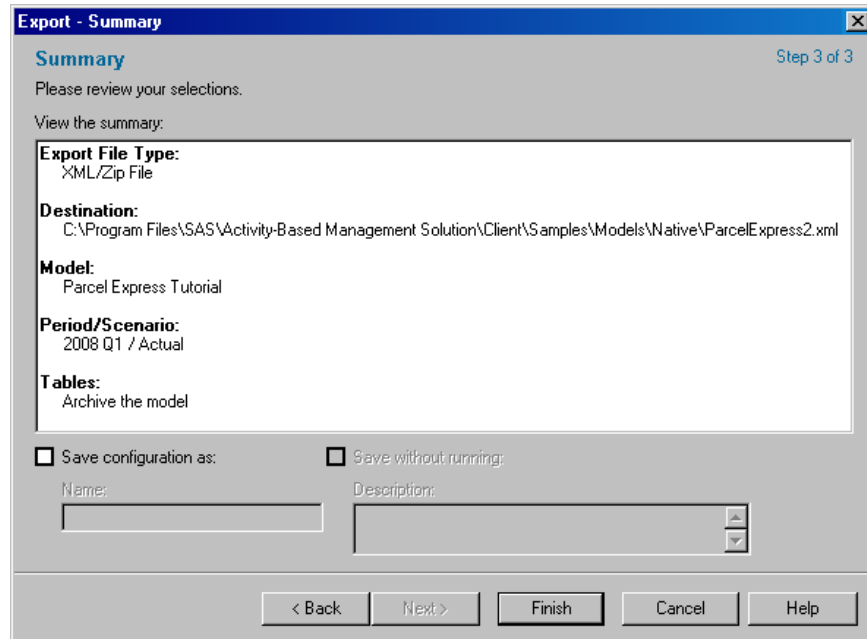 Export - Summary
Summary
Step 3 of 3
Please review your selections.
View the summary:
Export File Type:
XML/Zip File
Destination:
C:\Program Files\SAS\Activity-Based Management Solution\Client\Samples\Models\Native\ParcelExpress2.xml
Model:
Parcel Express Tutorial
Period/Scenario:
2008 Q1 / Actual
Tables:
Archive the model
Save configuration as:
Save without running:
Name:
Description:
< Back
Next >
Finish
Cancel
Help